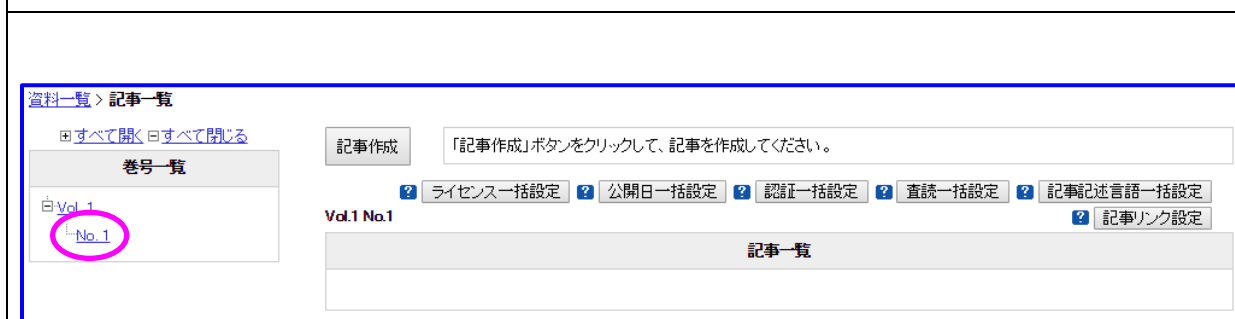 資料一覧 > 記事一覧
すべて開く すべて閉じる
巻号一覧
Vol. 1
No. 1
記事作成 「記事作成」ボタンをクリックして、記事を作成してください。
? ライセンス一括設定 ? 公開日一括設定 ? 認証一括設定 ? 査読一括設定 ? 記事記述言語一括設定
Vol.1 No.1 ? 記事リンク設定
記事一覧